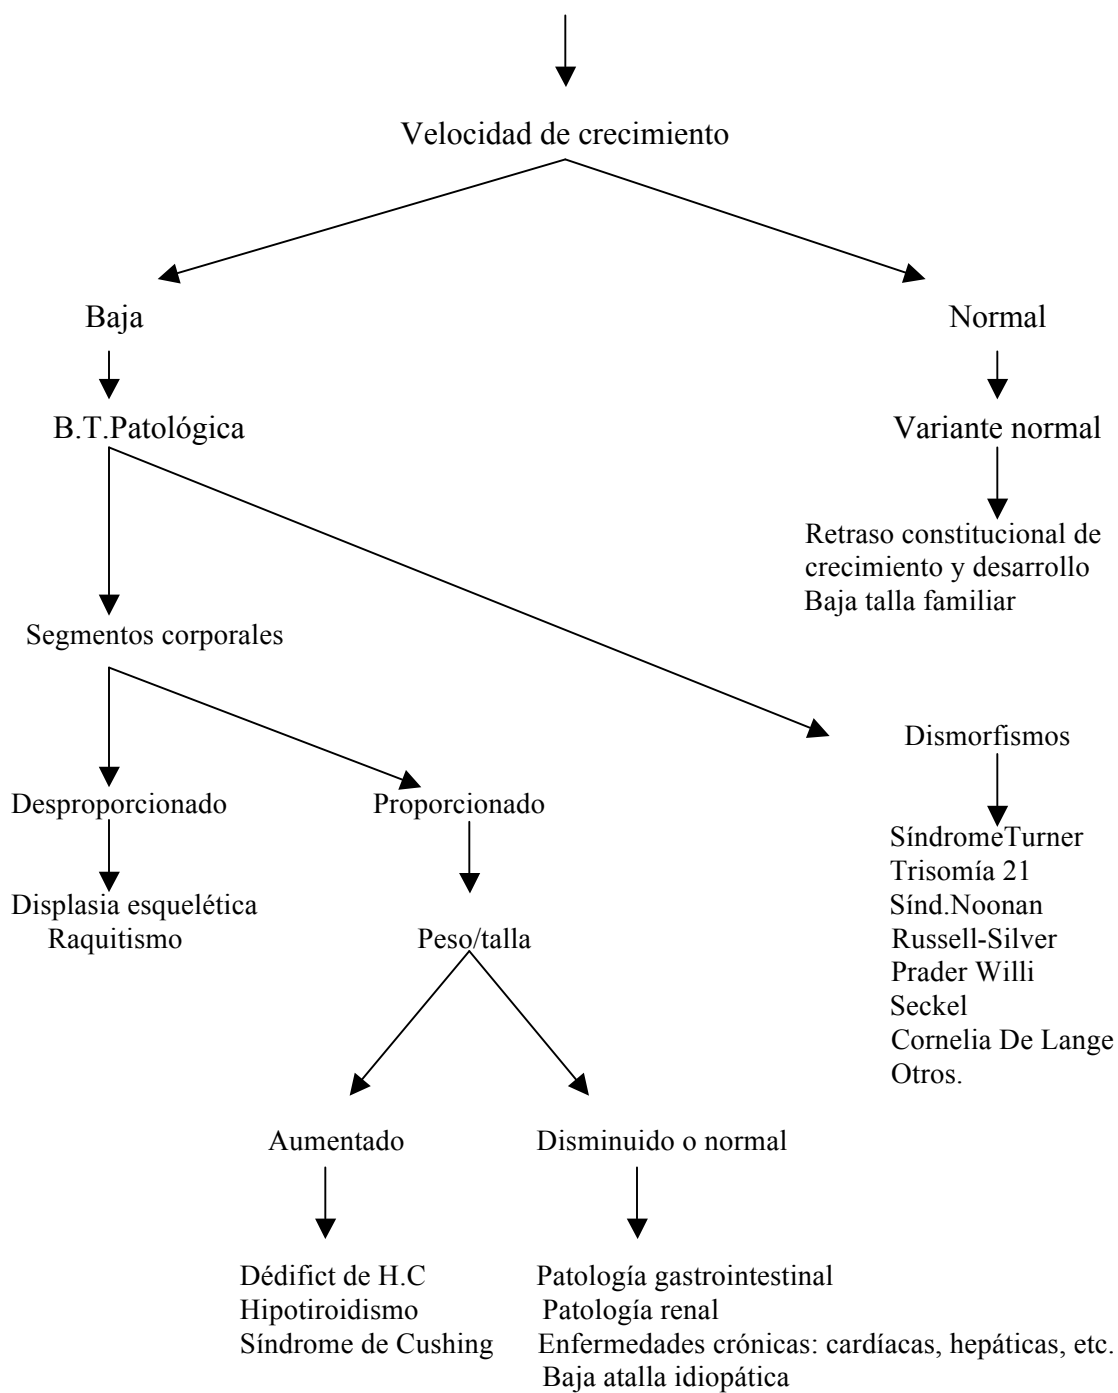 Velocidad de crecimiento
Baja
Normal
B.T.Patológica
Variante normal
Retraso constitucional de
crecimiento y desarrollo
Baja talla familiar
Segmentos corporales
Dismorfismos
Desproporcionado
Proporcionado
SíndromeTurner
Trisomía 21
Sínd.Noonan
Russell-Silver
Prader Willi
Seckel
Cornelia De Lange
Otros.
Displasia esquelética
Raquitismo
Peso/talla
Aumentado
Disminuido o normal
Dédifict de H.C
Hipotiroidismo
Síndrome de Cushing
Patología gastrointestinal
Patología renal
Enfermedades crónicas: cardíacas, hepáticas, etc.
Baja atalla idiopática